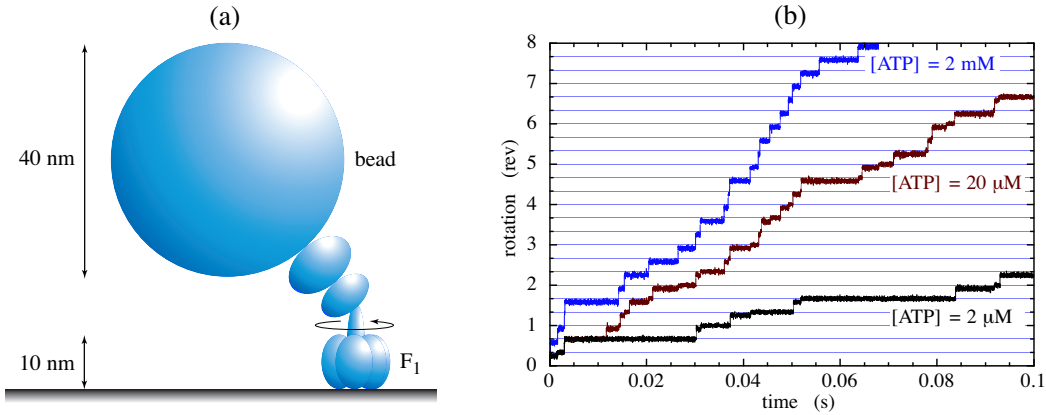 (a)
40 nm
bead
10 nm
F₁
(b)
rotation (rev)
8
7
6
5
4
3
2
1
0
[ATP] = 2 mM
[ATP] = 20 µM
[ATP] = 2 µM
0 0.02 0.04 0.06 0.08 0.1
time (s)